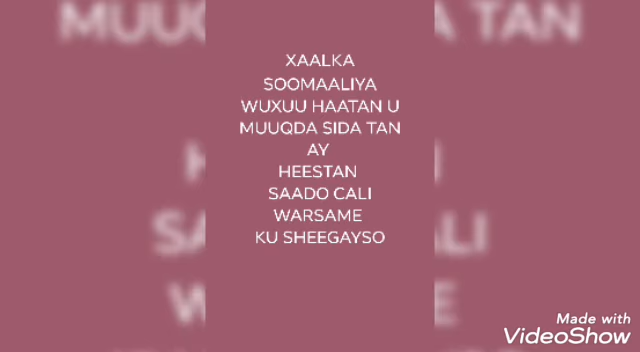 XAALKA
SOOMAALIYA
WUXUU HAATAN U
MUUQDA SIDA TAN
AY
HEESTAN
SAADO CALI
WARSAME
KU SHEEGAYSO
Made with
VideoShow